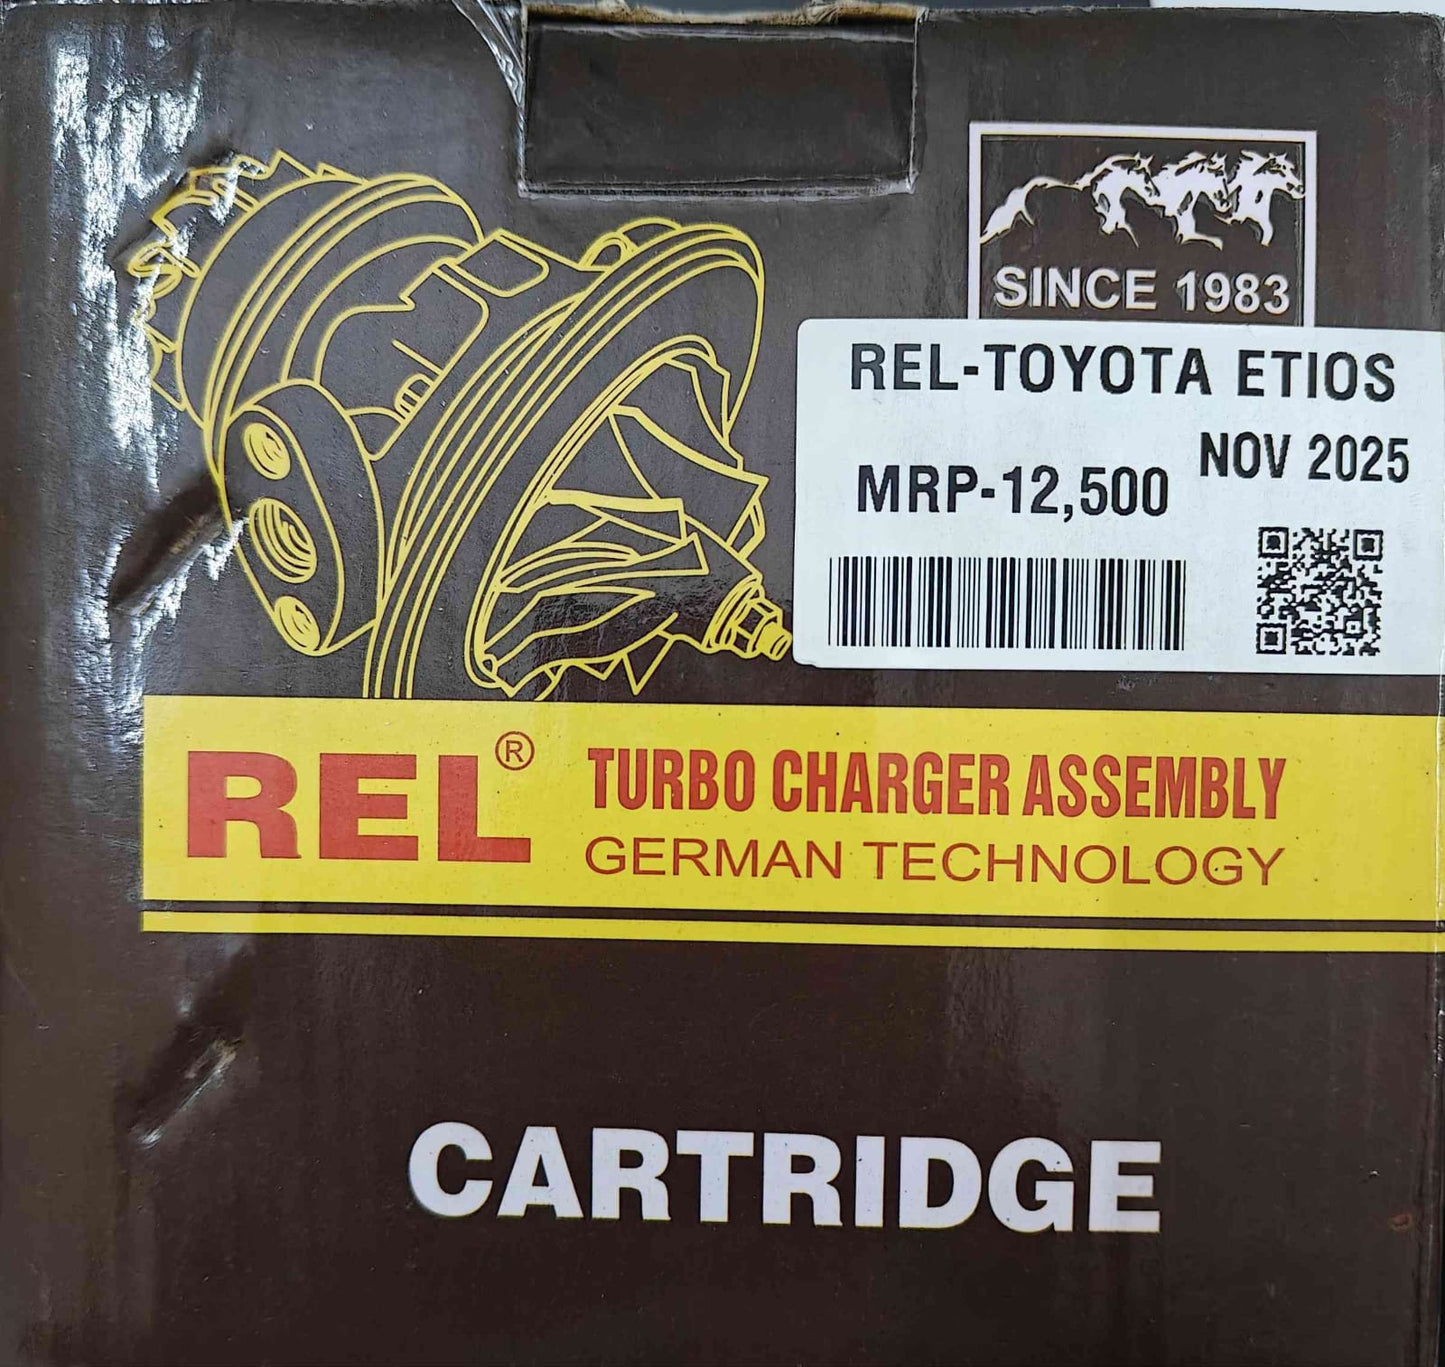 SINCE 1983
REL-TOYOTA ETIOS
NOV 2025
MRP-12,500
REL®
TURBO CHARGER ASSEMBLY
GERMAN TECHNOLOGY
CARTRIDGE